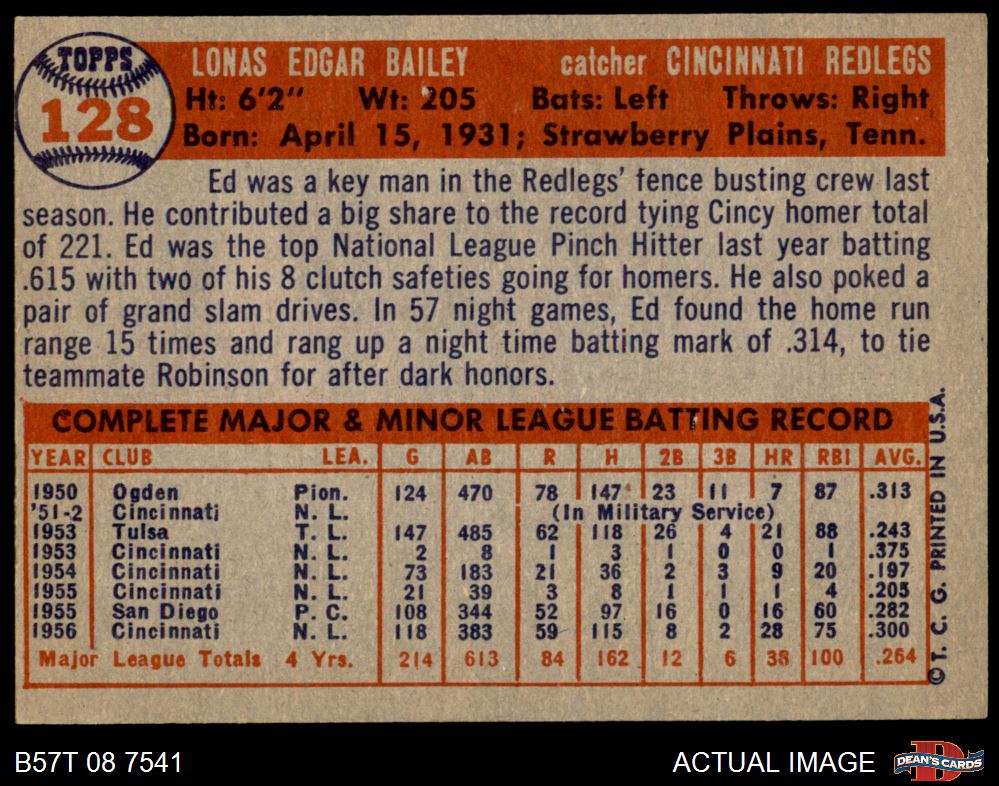 TOPPS
128
LONAS EDGAR BAILEY catcher CINCINNATI REDLEGS
Ht: 6'2" Wt: 205 Bats: Left Throws: Right
Born: April 15, 1931; Strawberry Plains, Tenn.
Ed was a key man in the Redlegs' fence busting crew last
season. He contributed a big share to the record tying Cincy homer total
of 221. Ed was the top National League Pinch Hitter last year batting
.615 with two of his 8 clutch safeties going for homers. He also poked a
pair of grand slam drives. In 57 night games, Ed found the home run
range 15 times and rang up a night time batting mark of .314, to tie
teammate Robinson for after dark honors.
COMPLETE MAJOR & MINOR LEAGUE BATTING RECORD
YEAR CLUB LEA. G AB R H 2B 3B HR RBI AVG.
1950 Ogden Pion. 124 470 78 147 23 11 7 87 .313
'51-2 Cincinnati N. L. (In Military Service)
1953 Tulsa T. L. 147 485 62 118 26 4 21 88 .243
1953 Cincinnati N. L. 2 8 1 3 1 0 0 1 .375
1954 Cincinnati N. L. 73 183 21 36 2 3 9 20 .197
1955 Cincinnati N. L. 21 39 3 8 1 1 1 4 .205
1955 San Diego P. C. 108 344 52 97 16 0 16 60 .282
1956 Cincinnati N. L. 118 383 59 115 8 2 28 75 .300
Major League Totals 4 Yrs. 214 613 84 162 12 6 38 100 .264
© T. C. G. PRINTED IN U.S.A.
B57T 08 7541 ACTUAL IMAGE DEAN'S CARDS